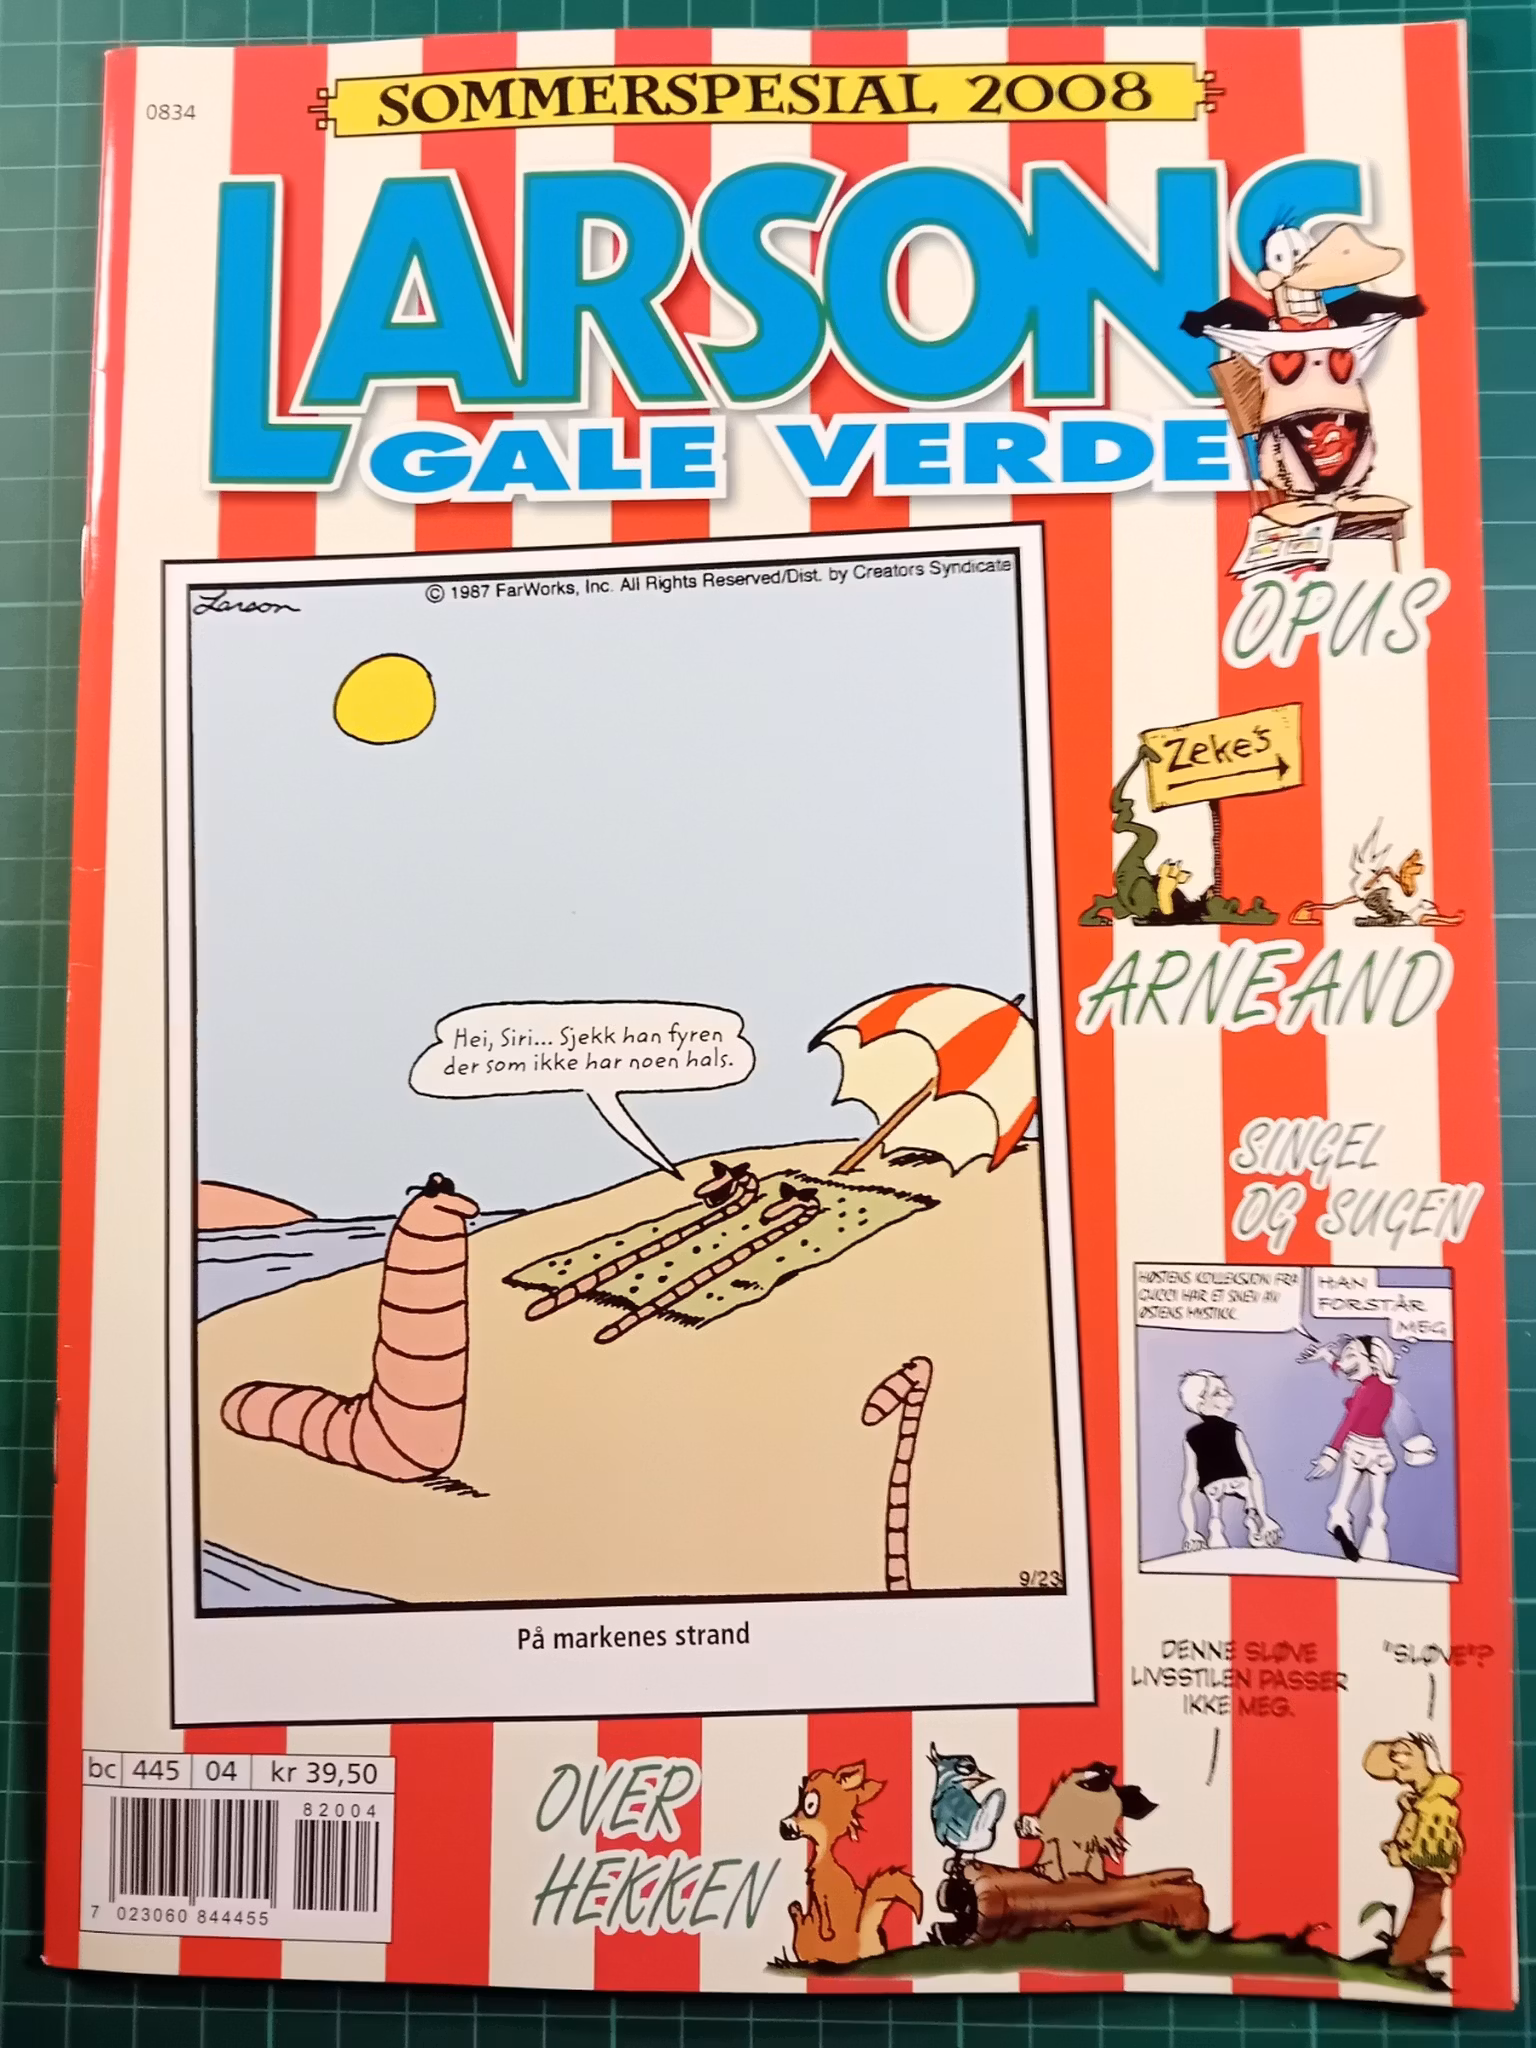 0834
SOMMERSPESIAL 2008
LARSONS
GALE VERDEN
Larson
© 1987 FarWorks, Inc. All Rights Reserved/Dist. by Creators Syndicate
Hei, Siri... Sjekk han fyren
der som ikke har noen hals.
9/23
På markenes strand
OPUS
Zeke's
ARNE AND
SINGEL
OG SUGEN
HØSTENS KOLLEKSJON FRA
GUCCI HAR ET SNEV AV
ØSTENS MYSTIKK.
HAN
FORSTÅR
MEG
DENNE SLØVE
LIVSSTILEN PASSER
IKKE MEG.
"SLØVE"?
OVER
HEKKEN
bc 445 04 kr 39,50
82004
7 023060 844455